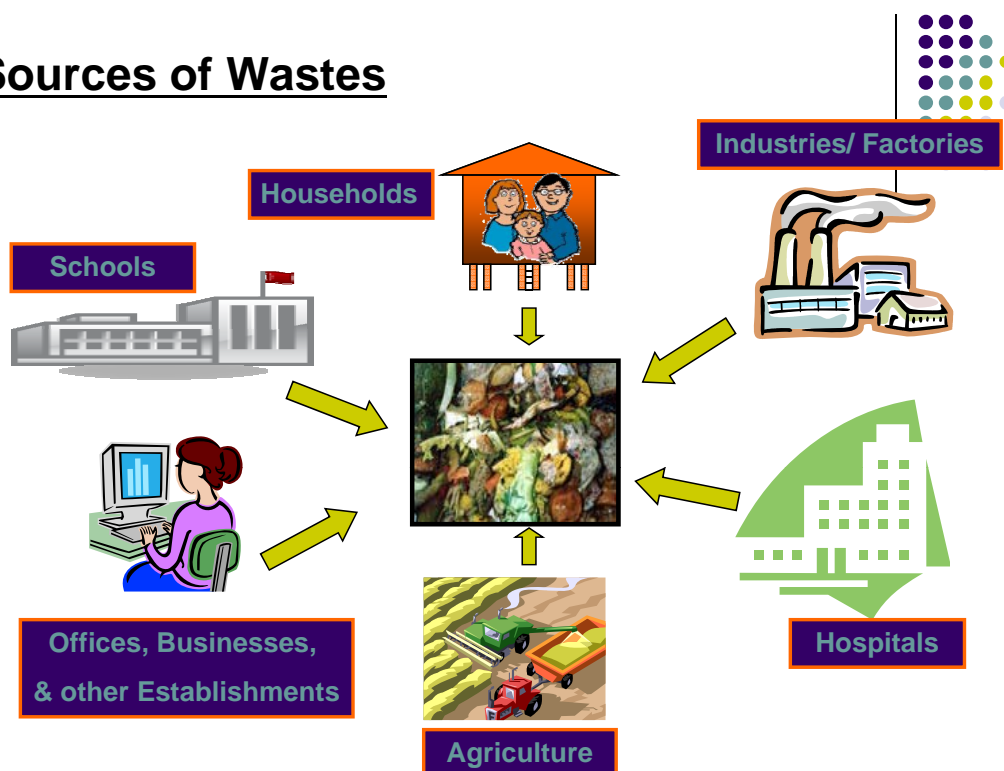 Sources of Wastes
Industries/ Factories
Households
Schools
Offices, Businesses,
& other Establishments
Hospitals
Agriculture